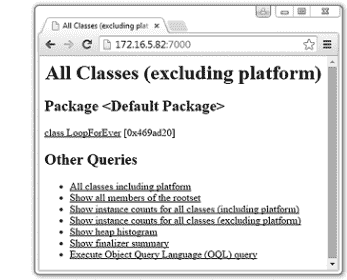 All Classes (excluding plat
172.16.5.82:7000
All Classes (excluding platform)
Package <Default Package>
class LoopForEver [0x469ad20]
Other Queries
All classes including platform
Show all members of the rootset
Show instance counts for all classes (including platform)
Show instance counts for all classes (excluding platform)
Show heap histogram
Show finalizer summary
Execute Object Query Language (OQL) query